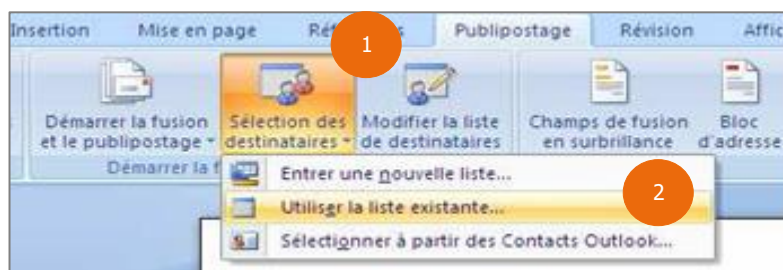 Insertion Mise en page Réf s Publipostage Révision Affic
1
Démarrer la fusion et le publipostage
Sélection des destinataires
Modifier la liste de destinataires
Champs de fusion en surbrillance
Bloc d'adresse
Démarrer la f
Entrer une nouvelle liste...
Utiliser la liste existante...
2
Sélectionner à partir des Contacts Outlook...